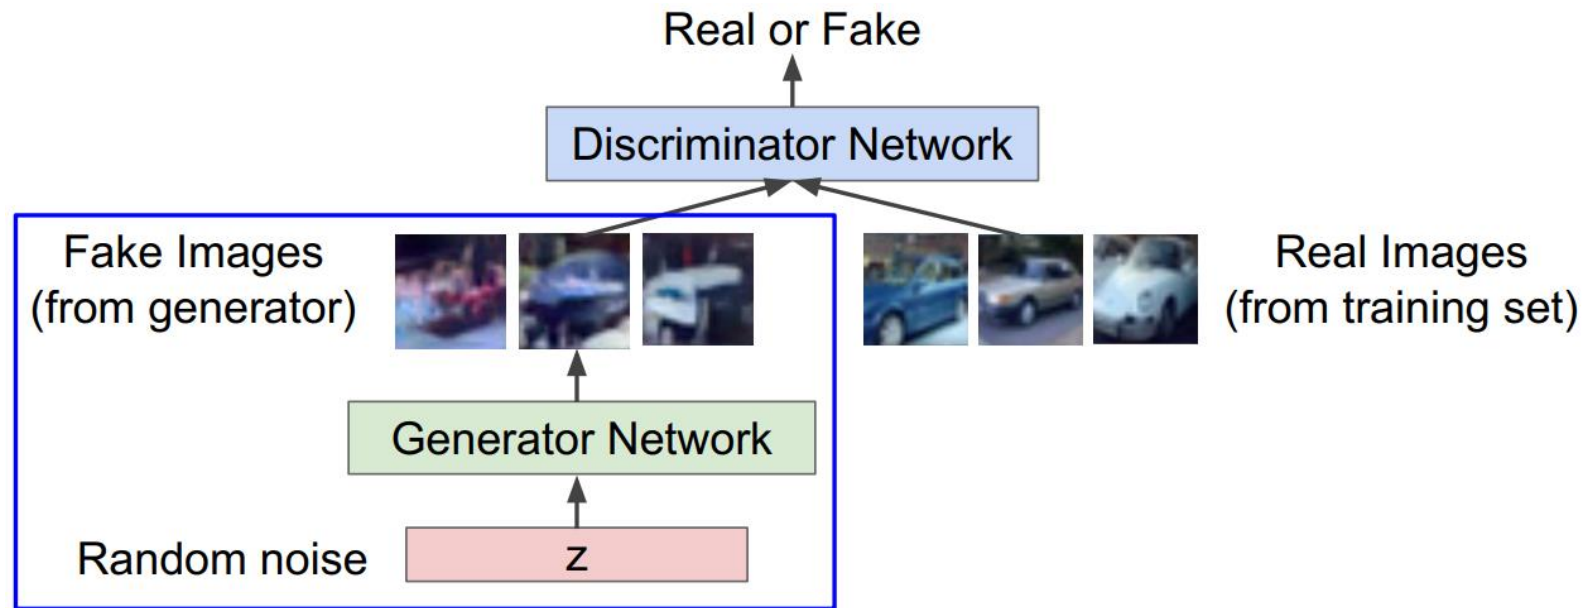 Real or Fake
Discriminator Network
Fake Images
(from generator)
Real Images
(from training set)
Generator Network
Random noise
z